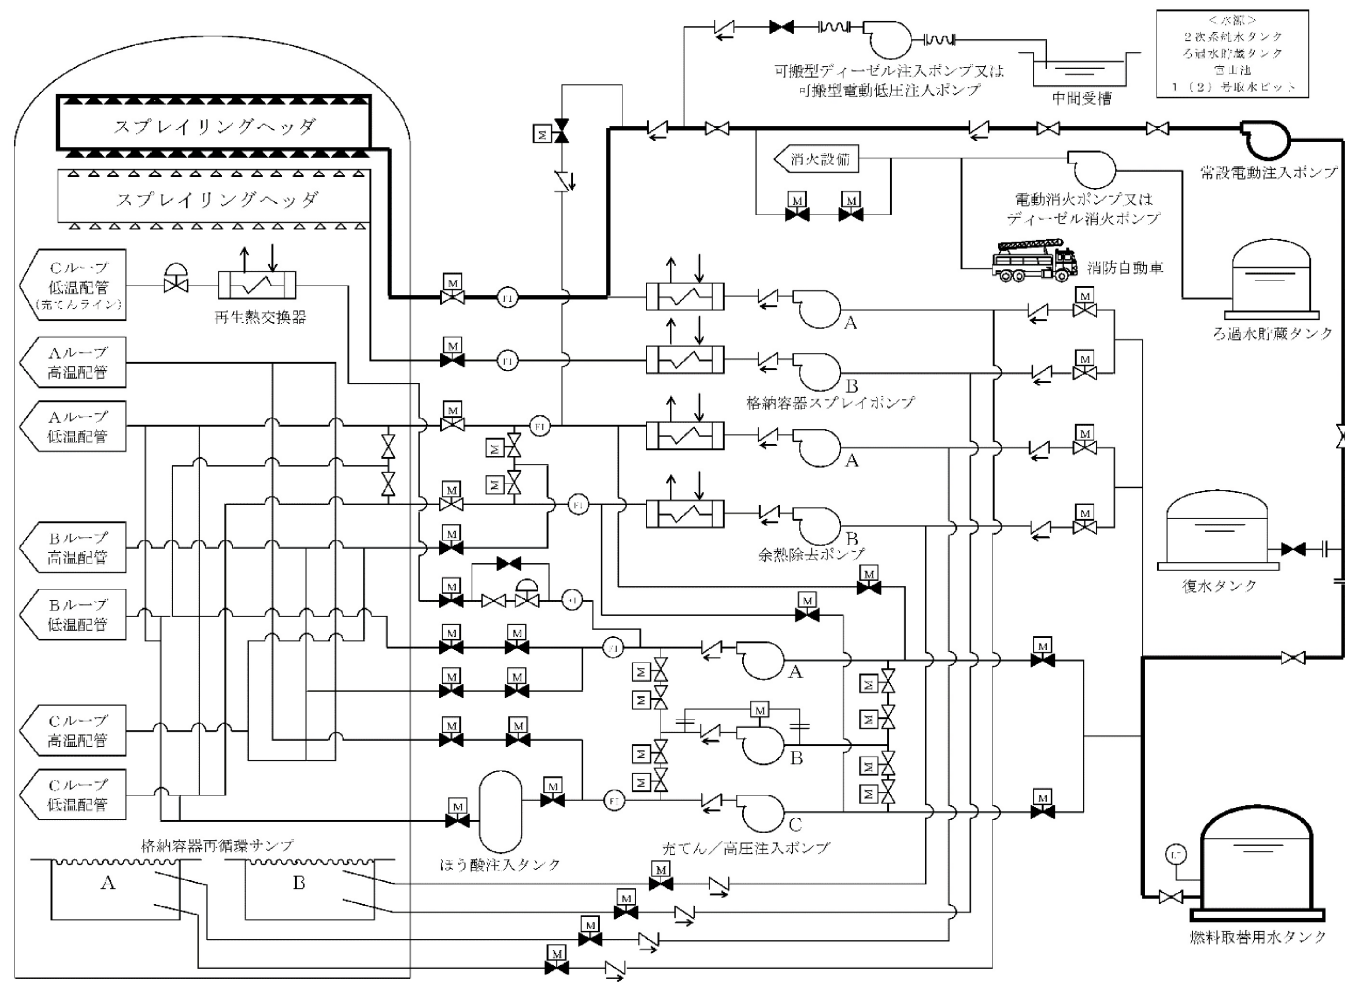 ＜水源＞
２次系純水タンク
ろ過水貯蔵タンク
宮山池
１（２）号取水ピット
可搬型ディーゼル注入ポンプ又は
可搬型電動低圧注入ポンプ
中間受槽
スプレイリングヘッダ
スプレイリングヘッダ
M
消火設備
常設電動注入ポンプ
M
M
電動消火ポンプ又は
ディーゼル消火ポンプ
消防自動車
ろ過水貯蔵タンク
Cループ
低温配管
(充てんライン)
再生熱交換器
M
FI
A
M
Aループ
高温配管
M
FI
B
M
格納容器スプレイポンプ
Aループ
低温配管
M
FI
M
A
M
M
M
FI
B
M
余熱除去ポンプ
Bループ
高温配管
M
復水タンク
Bループ
低温配管
M
FI
M
M
M
M
FI
M
M
A
M
M
M
M
M
M
Cループ
高温配管
M
M
M
M
M
B
M
M
Cループ
低温配管
M
M
FI
C
M
ほう酸注入タンク
充てん／高圧注入ポンプ
格納容器再循環サンプ
A
B
M
M
M
M
LT
燃料取替用水タンク